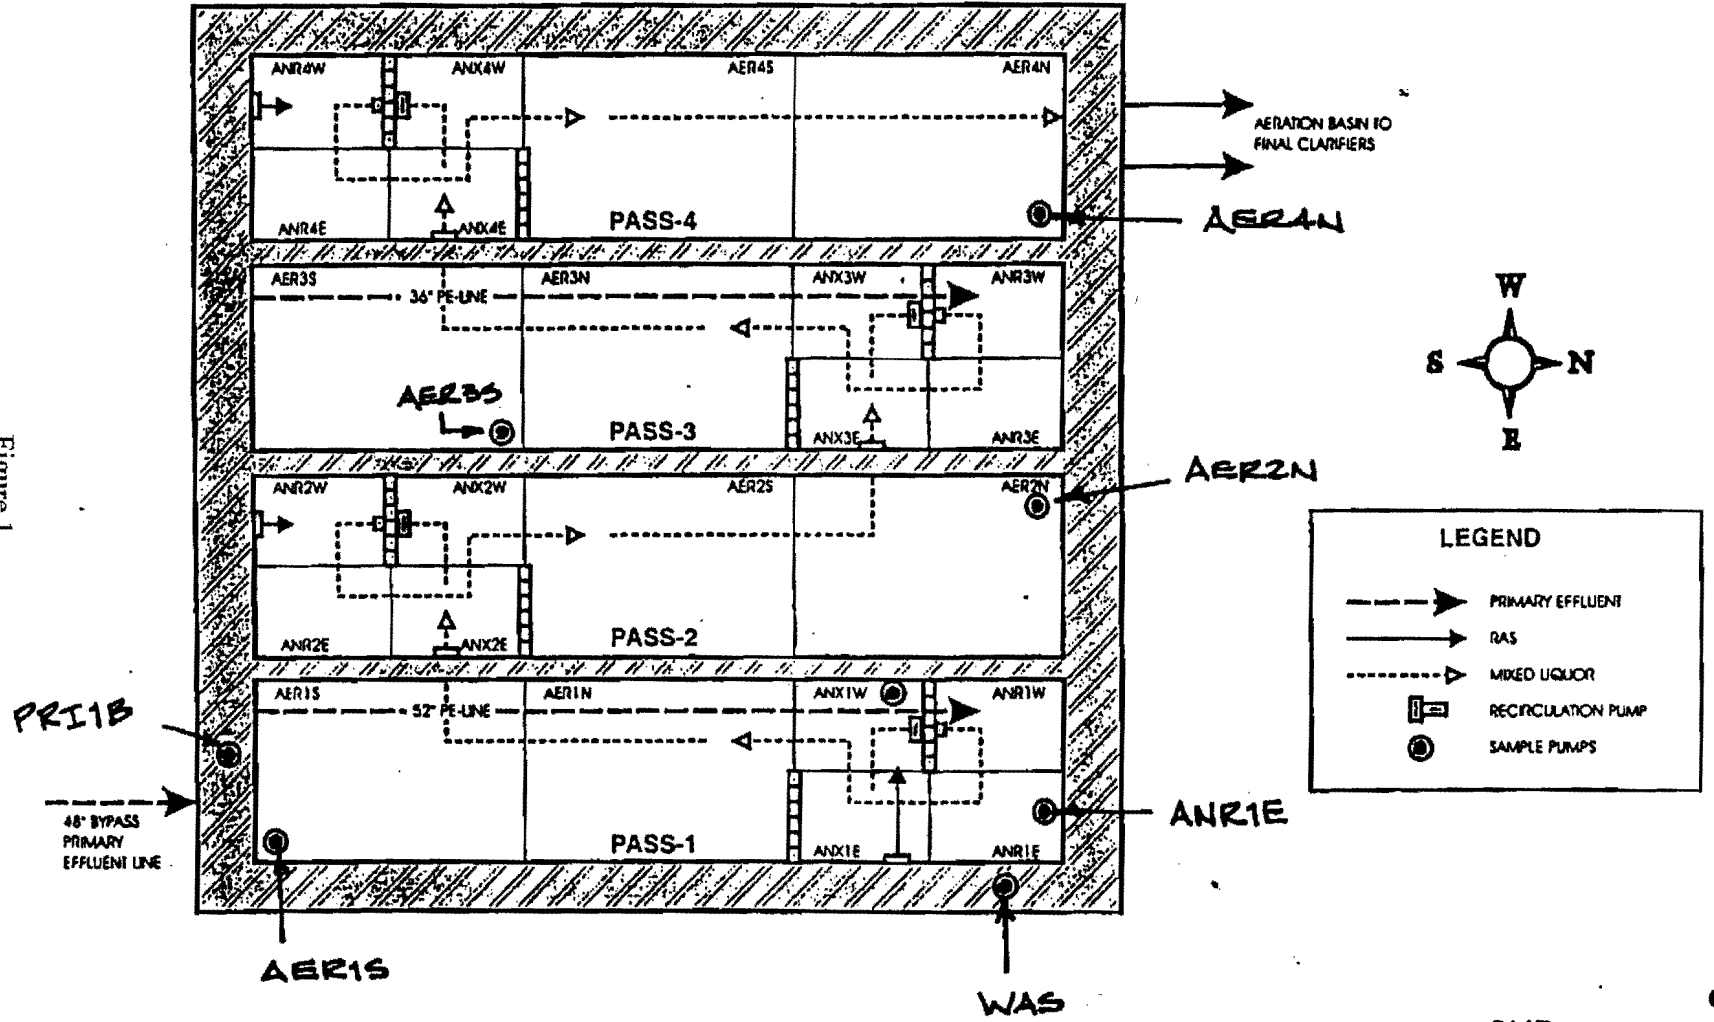 ANR4W ANX4W AER4S AER4N
AERATION BASIN TO
FINAL CLARIFIERS
ANR4E ANX4E PASS-4
AER4N
AER3S AER3N ANX3W ANR3W
36" PE-LINE
W
S N
E
AER3S
PASS-3 ANX3E ANR3E
AER2N
ANR2W ANX2W AER2S AER2N
ANR2E ANX2E PASS-2
LEGEND
PRIMARY EFFLUENT
RAS
MIXED LIQUOR
RECIRCULATION PUMP
SAMPLE PUMPS
AER1S AER1N ANX1W ANR1W
52" PE-LINE
PRI1B
48" BYPASS
PRIMARY
EFFLUENT LINE
ANR1E
PASS-1 ANX1E ANR1E
AER1S
WAS
Figure 1